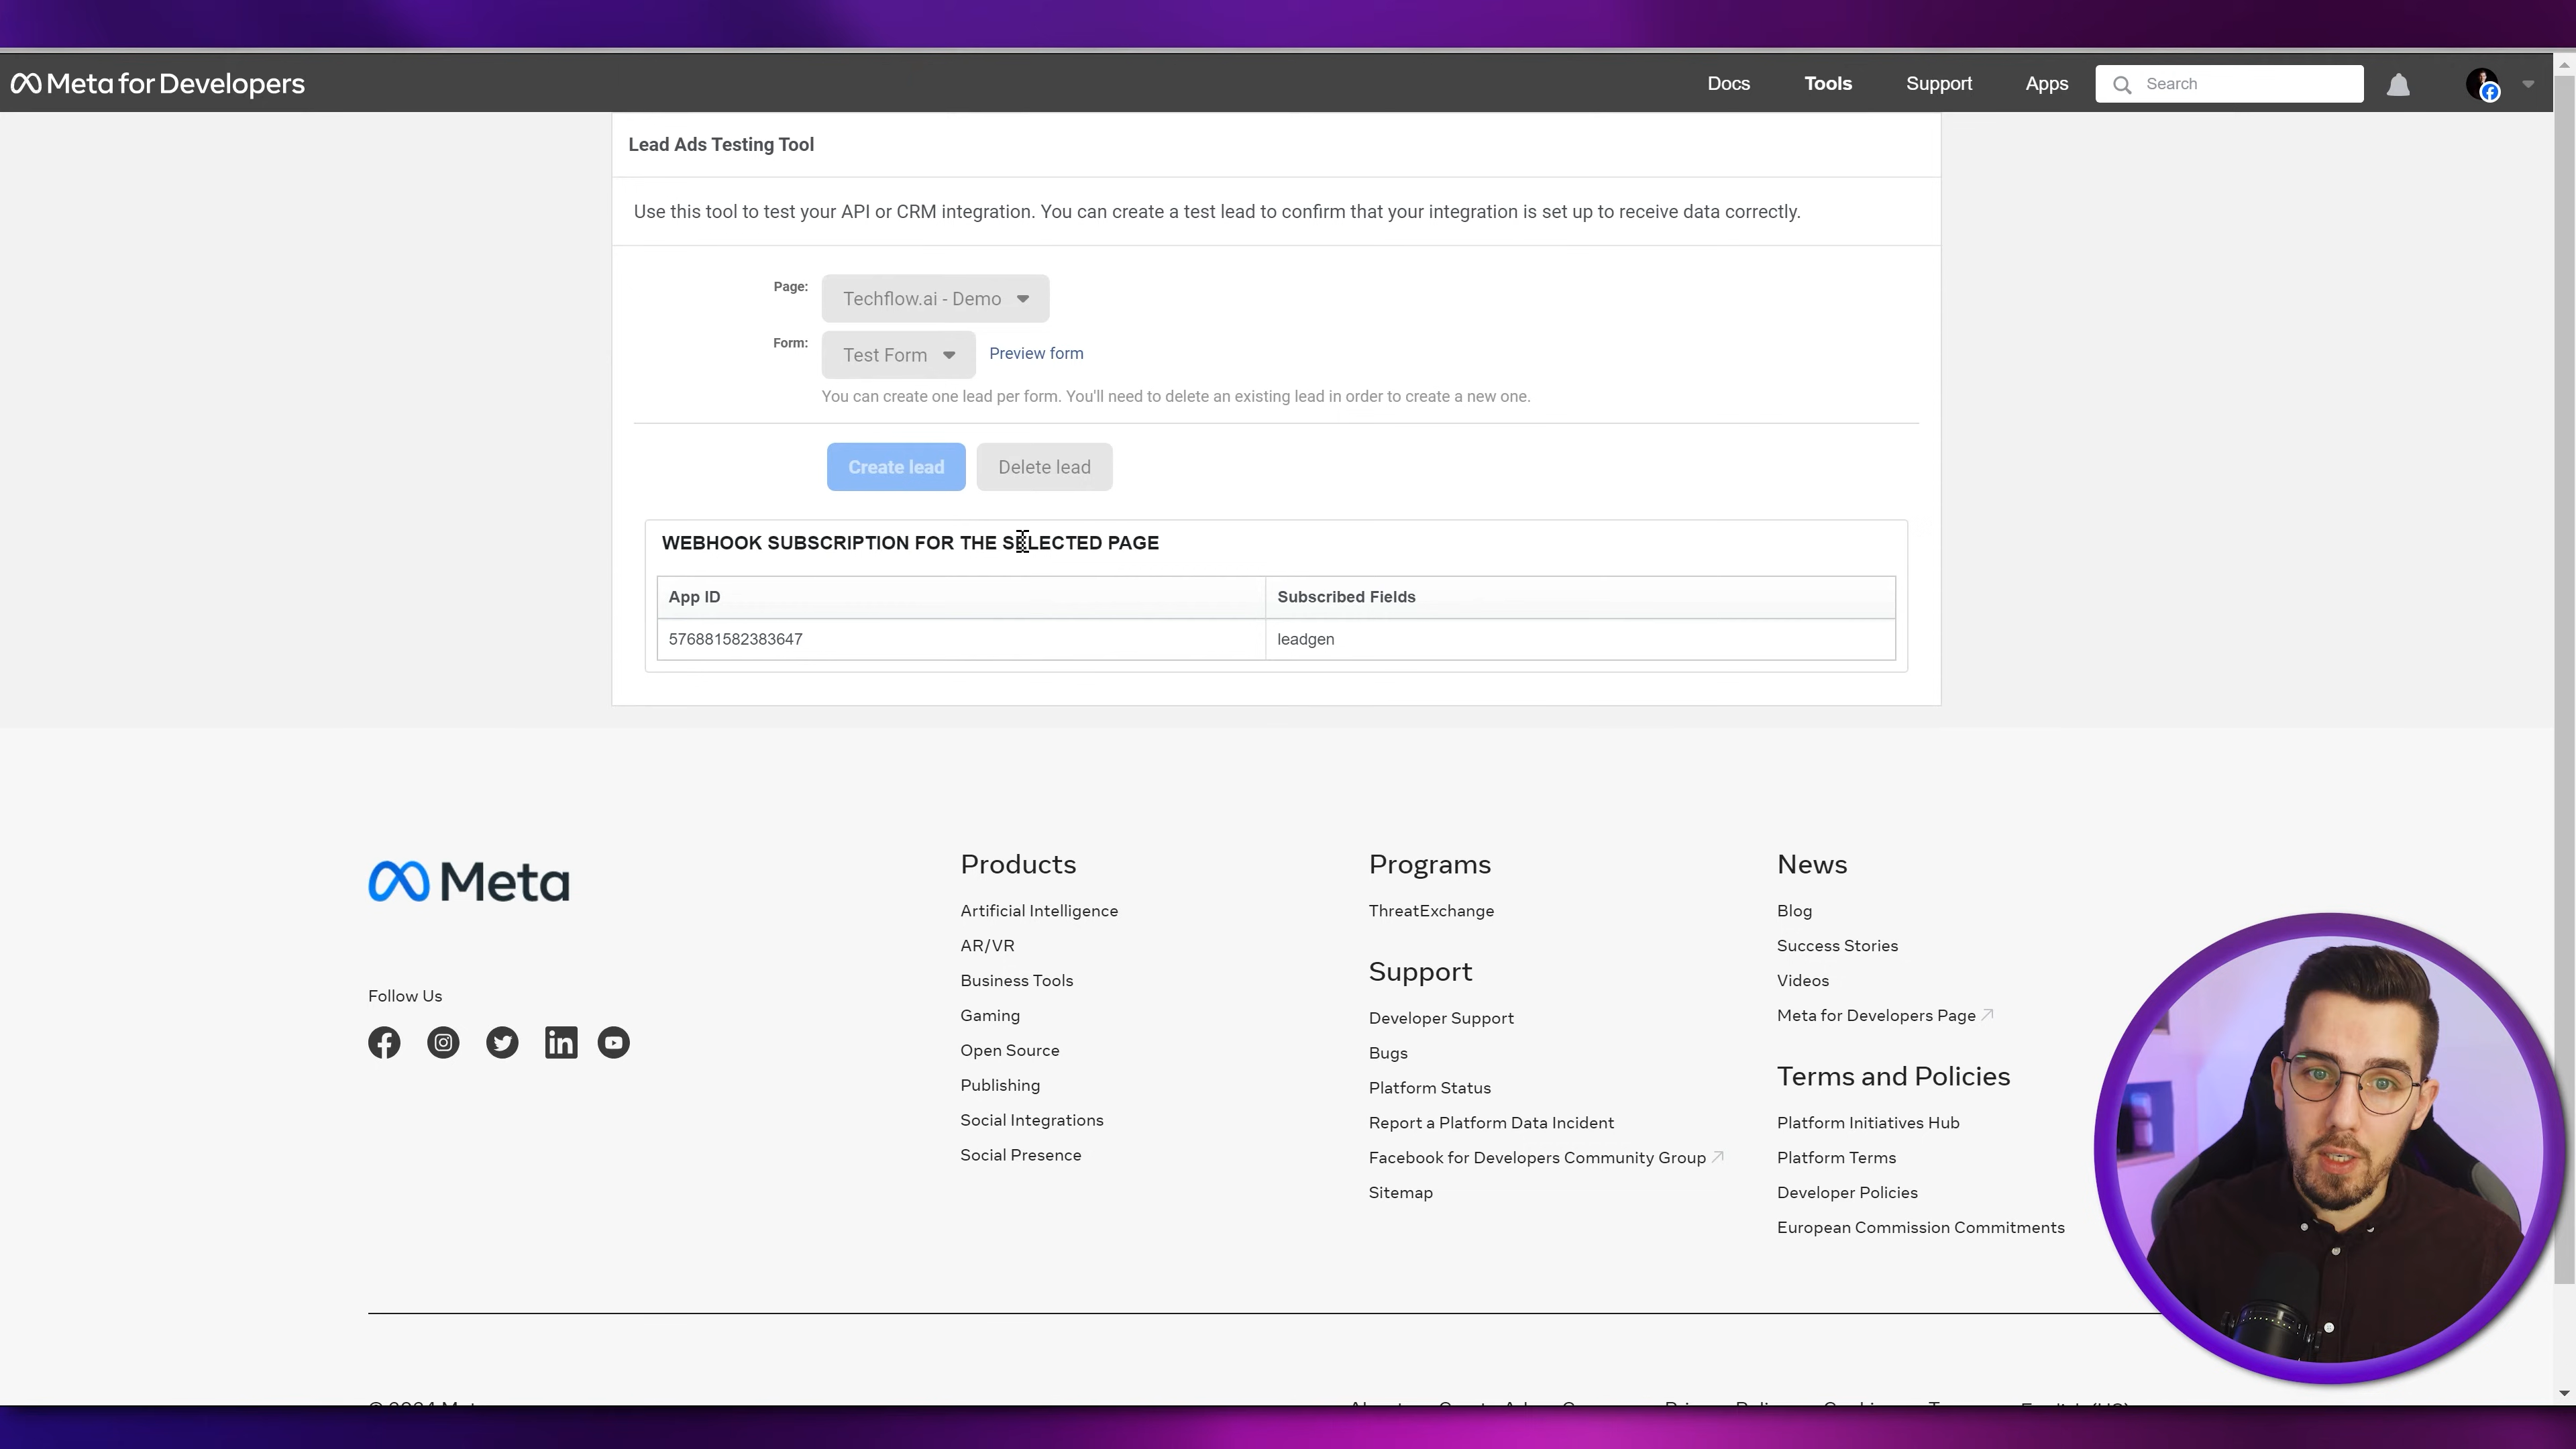 Meta for Developers
Docs
Tools
Support
Apps
Search
Lead Ads Testing Tool
Use this tool to test your API or CRM integration. You can create a test lead to confirm that your integration is set up to receive data correctly.
Page:
Techflow.ai - Demo
Form:
Test Form
Preview form
You can create one lead per form. You'll need to delete an existing lead in order to create a new one.
Create lead
Delete lead
WEBHOOK SUBSCRIPTION FOR THE SELECTED PAGE
App ID
Subscribed Fields
576881582383647
leadgen
Meta
Follow Us
Products
Artificial Intelligence
AR/VR
Business Tools
Gaming
Open Source
Publishing
Social Integrations
Social Presence
Programs
ThreatExchange
Support
Developer Support
Bugs
Platform Status
Report a Platform Data Incident
Facebook for Developers Community Group
Sitemap
News
Blog
Success Stories
Videos
Meta for Developers Page
Terms and Policies
Platform Initiatives Hub
Platform Terms
Developer Policies
European Commission Commitments